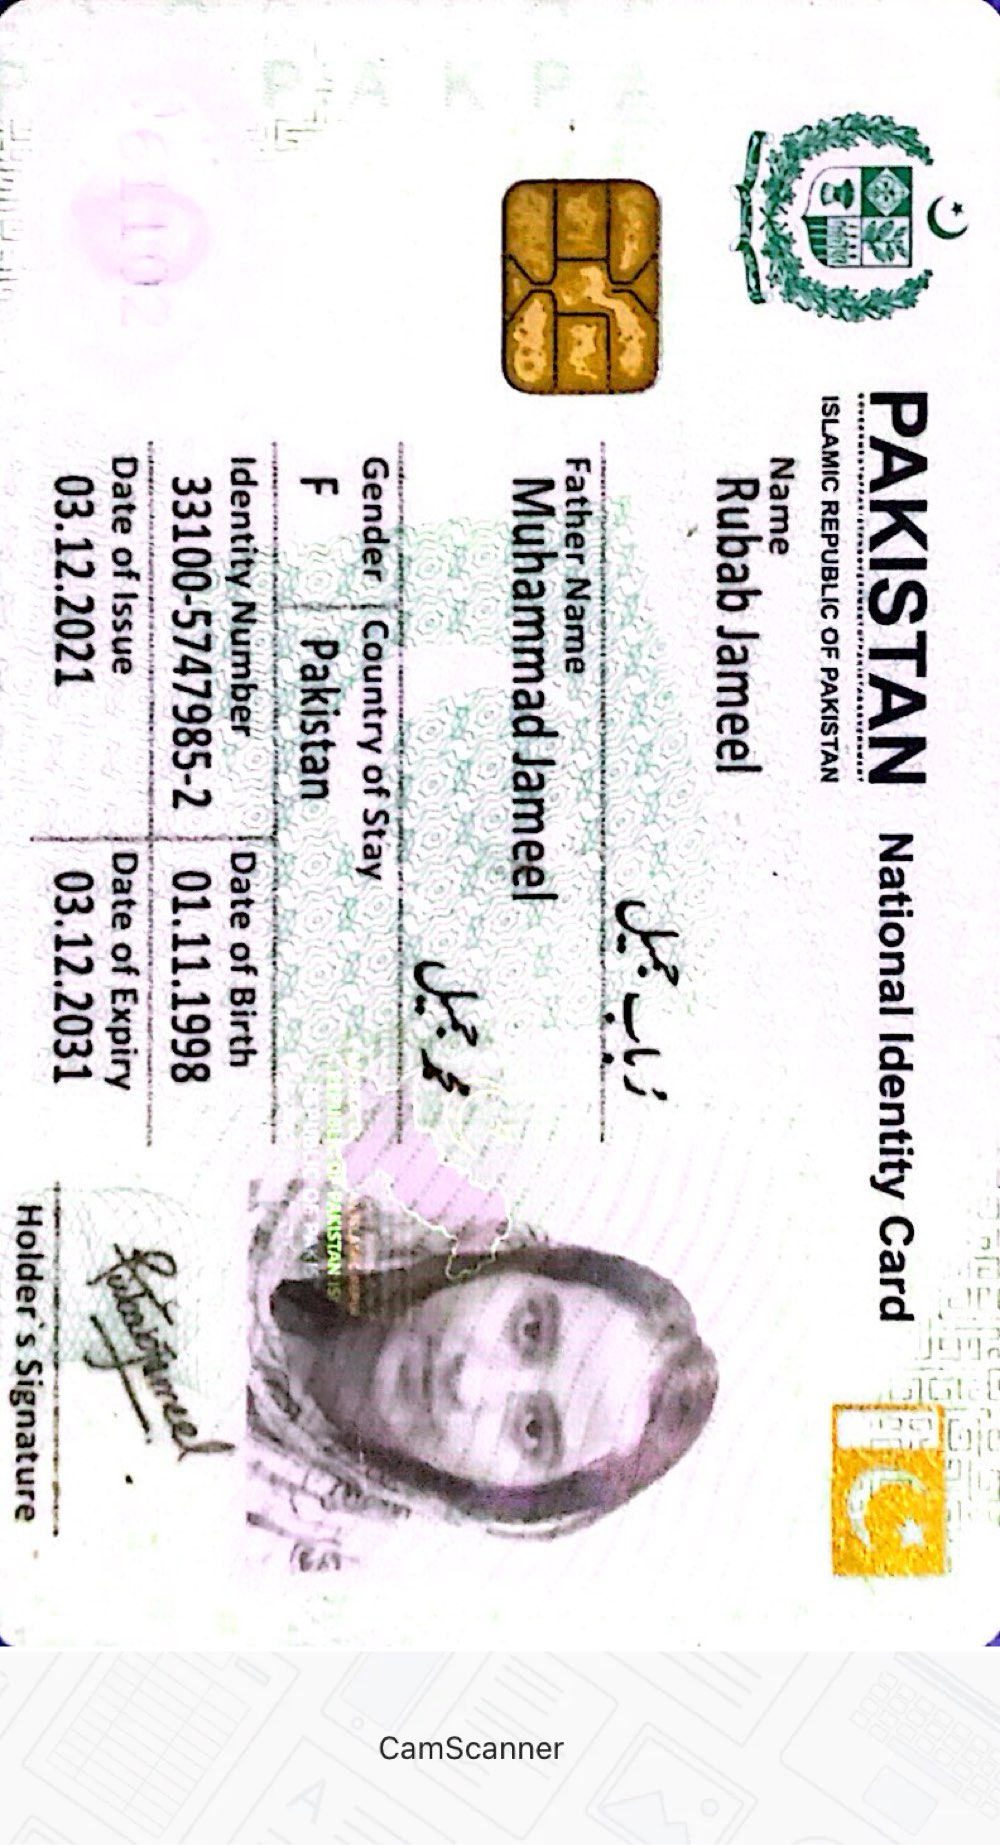 PAKISTAN National Identity Card
ISLAMIC REPUBLIC OF PAKISTAN
Name
Rubab Jameel
رباب جمیل
Father Name
Muhammad Jameel
محمد جمیل
Gender Country of Stay
F Pakistan
Identity Number Date of Birth
33100-5747985-2 01.11.1998
Date of Issue Date of Expiry
03.12.2021 03.12.2031
Rubab Jameel
Holder`s Signature
CamScanner